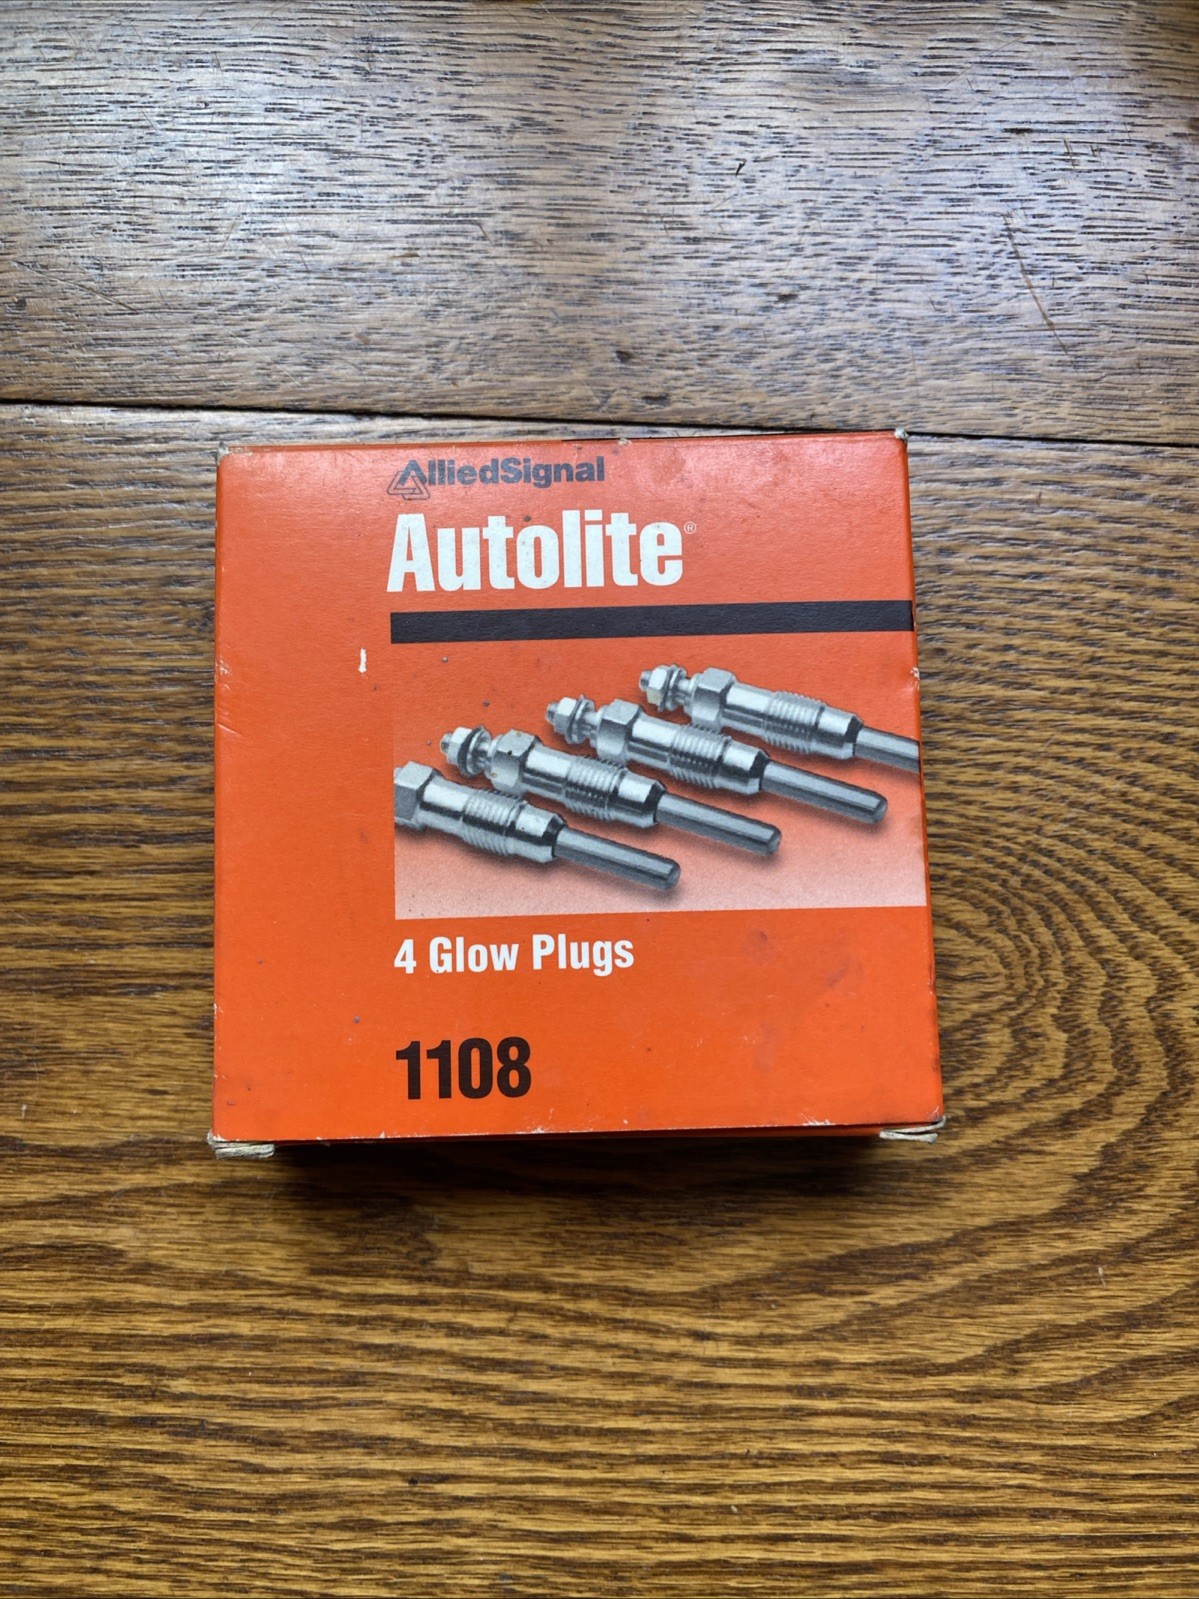 AlliedSignal
Autolite®
4 Glow Plugs
1108